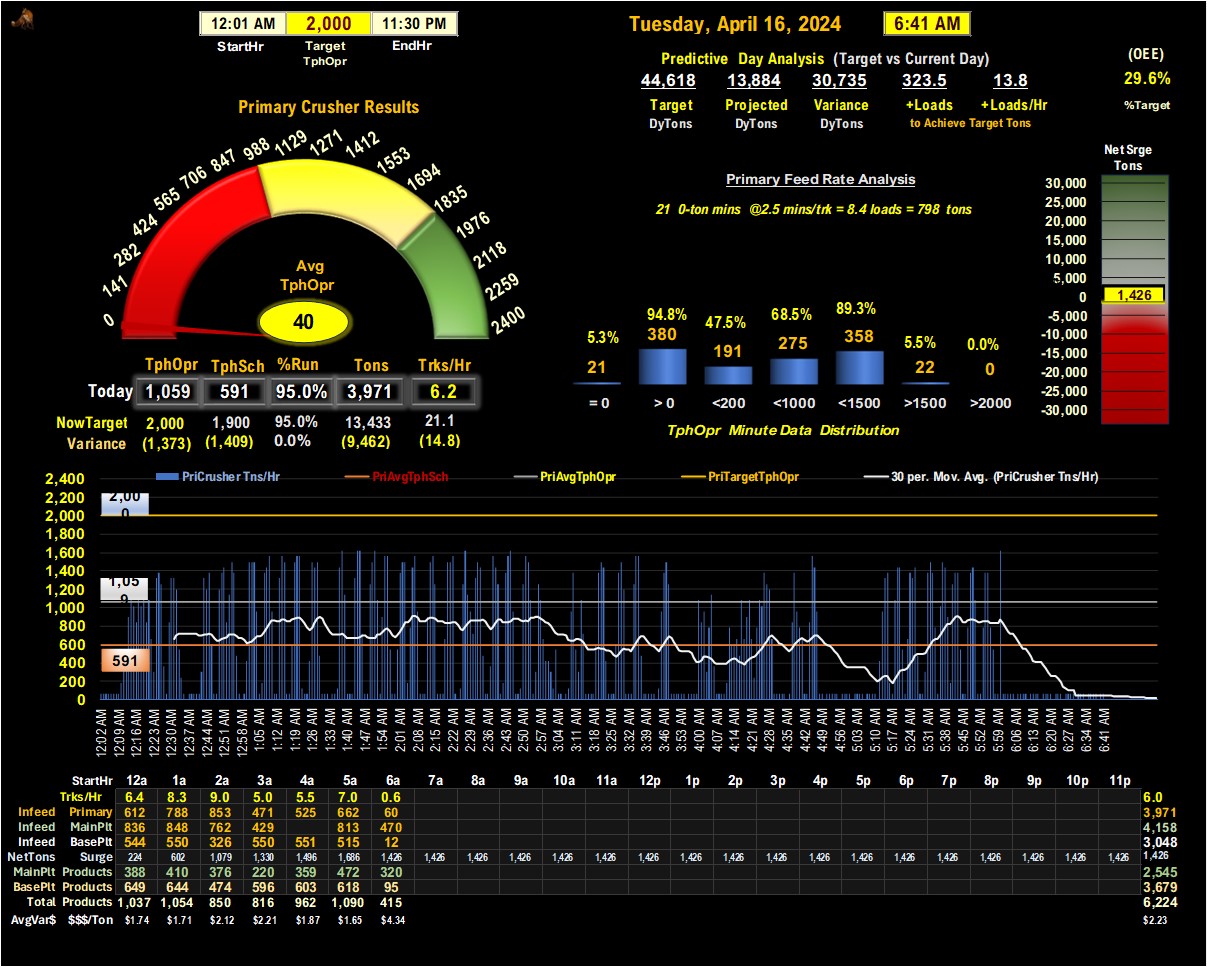 12:01 AM 2,000 11:30 PM
StartHr Target EndHr
TphOpr
Tuesday, April 16, 2024 6:41 AM
Predictive Day Analysis (Target vs Current Day)
44,618 13,884 30,735 323.5 13.8
Target Projected Variance +Loads +Loads/Hr
DyTons DyTons DyTons to Achieve Target Tons
(OEE)
29.6%
%Target
Primary Crusher Results
0 141 282 424 565 706 847 988 1129 1271 1412 1553 1694 1835 1976 2118 2259 2400
Avg
TphOpr
40
TphOpr TphSch %Run Tons Trks/Hr
Today 1,059 591 95.0% 3,971 6.2
NowTarget 2,000 1,900 95.0% 13,433 21.1
Variance (1,373) (1,409) 0.0% (9,462) (14.8)
Primary Feed Rate Analysis
21 0-ton mins @2.5 mins/trk = 8.4 loads = 798 tons
5.3% 94.8% 47.5% 68.5% 89.3% 5.5% 0.0%
21 380 191 275 358 22 0
= 0 > 0 <200 <1000 <1500 >1500 >2000
TphOpr Minute Data Distribution
Net Srge
Tons
30,000
25,000
20,000
15,000
10,000
5,000
0 1,426
-5,000
-10,000
-15,000
-20,000
-25,000
-30,000
PriCrusher Tns/Hr PriAvgTphSch PriAvgTphOpr PriTargetTphOpr 30 per. Mov. Avg. (PriCrusher Tns/Hr)
2,400
2,200
2,000
1,800
1,600
1,400
1,200
1,000
800
600
400
200
0
2,00
0
1,05
9
591
12:02 AM 12:09 AM 12:16 AM 12:23 AM 12:30 AM 12:37 AM 12:44 AM 12:51 AM 12:58 AM 1:05 AM 1:12 AM 1:19 AM 1:26 AM 1:33 AM 1:40 AM 1:47 AM 1:54 AM 2:01 AM 2:08 AM 2:15 AM 2:22 AM 2:29 AM 2:36 AM 2:43 AM 2:50 AM 2:57 AM 3:04 AM 3:11 AM 3:18 AM 3:25 AM 3:32 AM 3:39 AM 3:46 AM 3:53 AM 4:00 AM 4:07 AM 4:14 AM 4:21 AM 4:28 AM 4:35 AM 4:42 AM 4:49 AM 4:56 AM 5:03 AM 5:10 AM 5:17 AM 5:24 AM 5:31 AM 5:38 AM 5:45 AM 5:52 AM 5:59 AM 6:06 AM 6:13 AM 6:20 AM 6:27 AM 6:34 AM 6:41 AM
StartHr 12a 1a 2a 3a 4a 5a 6a 7a 8a 9a 10a 11a 12p 1p 2p 3p 4p 5p 6p 7p 8p 9p 10p 11p
Trks/Hr 6.4 8.3 9.0 5.0 5.5 7.0 0.6 6.0
Infeed Primary 612 788 853 471 525 662 60 3,971
Infeed MainPlt 836 848 762 429 813 470 4,158
Infeed BasePlt 544 550 326 550 551 515 12 3,048
NetTons Surge 224 602 1,079 1,330 1,496 1,686 1,426 1,426 1,426 1,426 1,426 1,426 1,426 1,426 1,426 1,426 1,426 1,426 1,426 1,426 1,426 1,426 1,426 1,426 1,426
MainPlt Products 388 410 376 220 359 472 320 2,545
BasePlt Products 649 644 474 596 603 618 95 3,679
Total Products 1,037 1,054 850 816 962 1,090 415 6,224
AvgVar$ $$$/Ton $1.74 $1.71 $2.12 $2.21 $1.87 $1.65 $4.34 $2.23